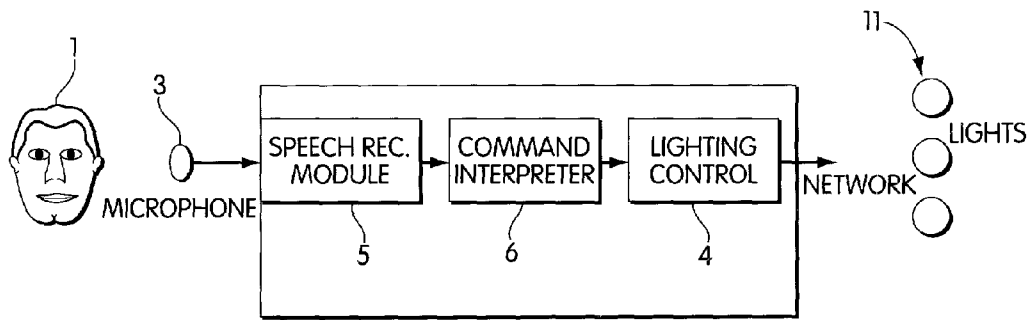 1
3
MICROPHONE
SPEECH REC.
MODULE
5
COMMAND
INTERPRETER
6
LIGHTING
CONTROL
4
NETWORK
11
LIGHTS